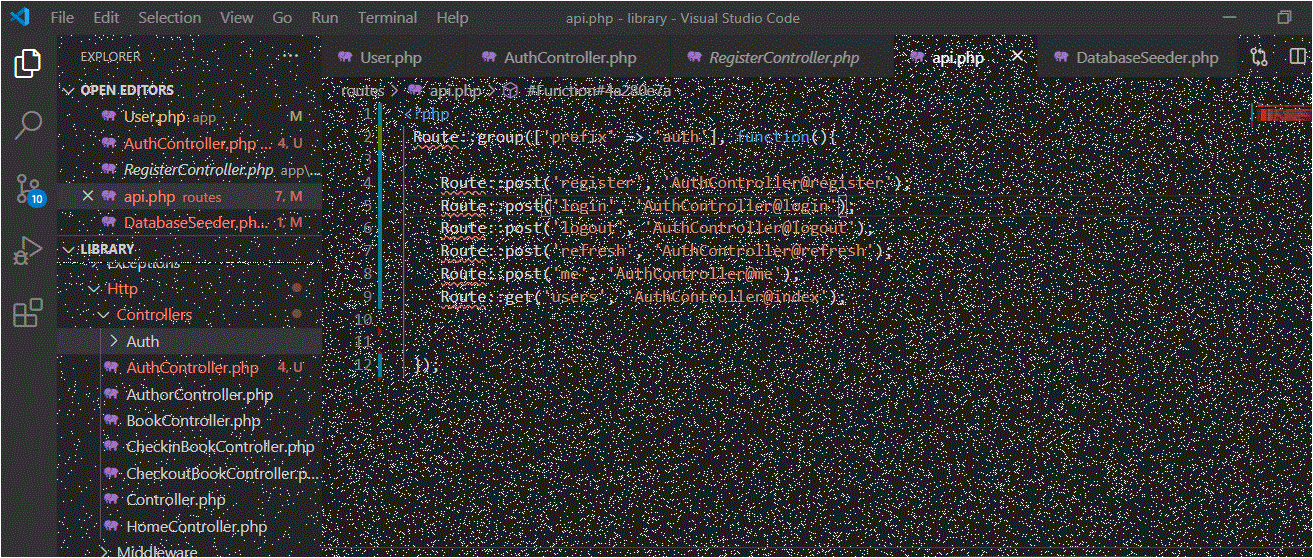 File Edit Selection View Go Run Terminal Help api.php - library - Visual Studio Code
EXPLORER ...
User.php AuthController.php RegisterController.php api.php DatabaseSeeder.php
OPEN EDITORS
User.php app M
AuthController.php ... 4, U
RegisterController.php app\...
api.php routes 7, M
DatabaseSeeder.ph... 1, M
LIBRARY
Exceptions
Http
Controllers
Auth
AuthController.php 4, U
AuthorController.php
BookController.php
CheckinBookController.php
CheckoutBookController.p...
Controller.php
HomeController.php
Middleware
10
routes > api.php > #Function#4a280e7a
1 <?php
2 Route::group(['prefix' => 'auth'], function(){
3
4 Route::post('register', 'AuthController@register');
5 Route::post('login', 'AuthController@login');
6 Route::post('logout', 'AuthController@logout');
7 Route::post('refresh', 'AuthController@refresh');
8 Route::post('me', 'AuthController@me');
9 Route::get('users', 'AuthController@index');
10
11
12 });